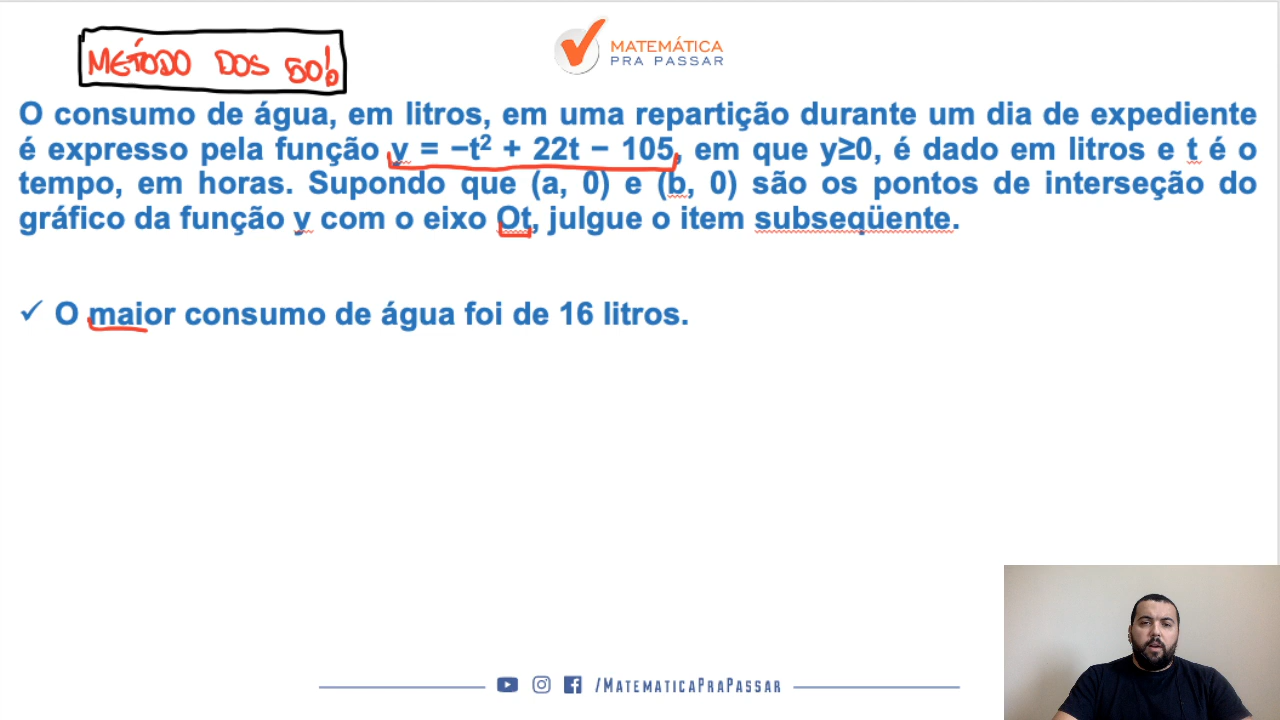 MÉTODO DOS 50%
MATEMÁTICA
PRA PASSAR
O consumo de água, em litros, em uma repartição durante um dia de expediente
é expresso pela função y = −t² + 22t − 105, em que y≥0, é dado em litros e t é o
tempo, em horas. Supondo que (a, 0) e (b, 0) são os pontos de interseção do
gráfico da função y com o eixo Ot, julgue o item subseqüente.
✓ O maior consumo de água foi de 16 litros.
/MATEMATICAPRAPASSAR